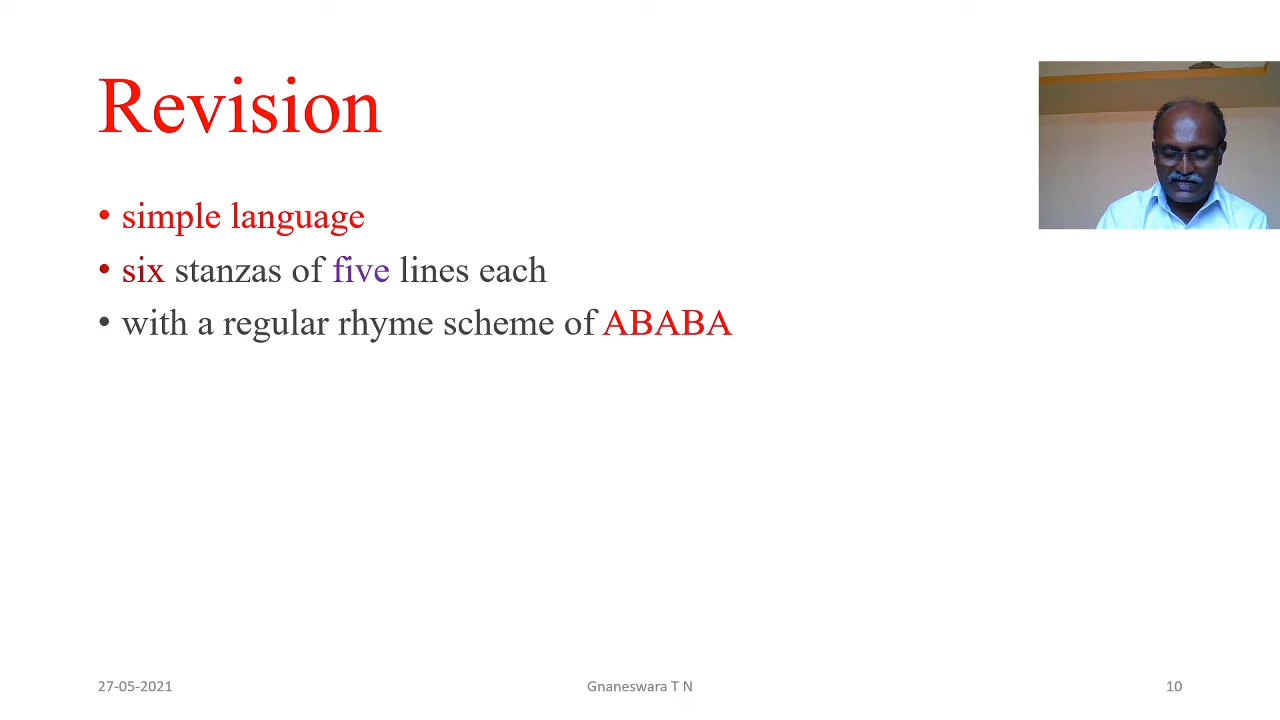 Revision
• simple language
• six stanzas of five lines each
• with a regular rhyme scheme of ABABA
27-05-2021
Gnaneswara T N
10